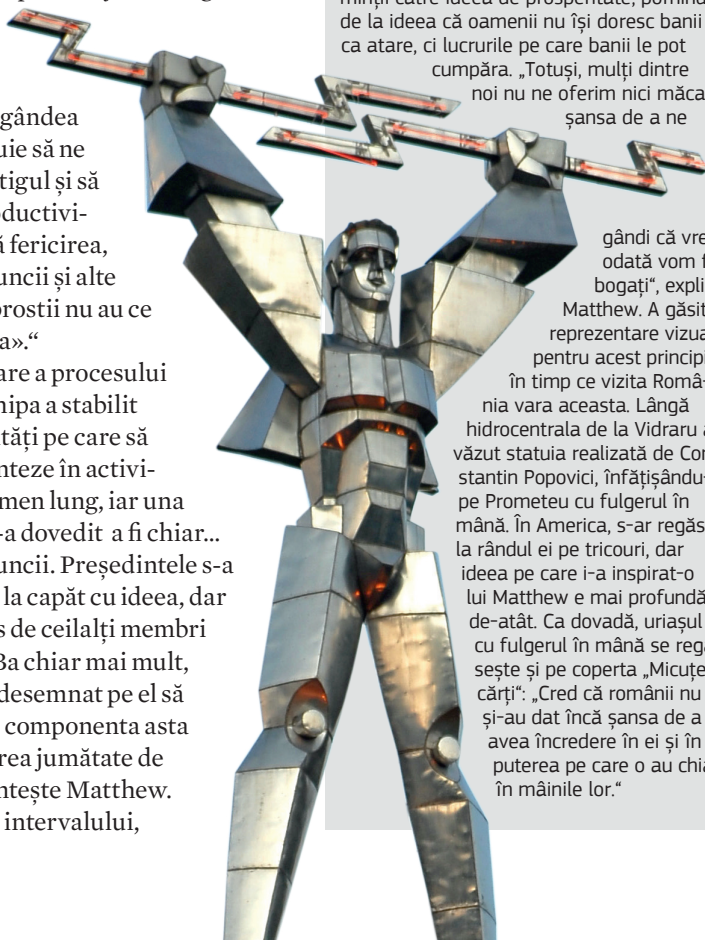 gândea
uie să ne
tigul și să
oductivi-
ă fericirea,
uncii și alte
prostii nu au ce
a».“
are a procesului
hipa a stabilit
tăți pe care să
nteze în activi-
men lung, iar una
-a dovedit a fi chiar...
uncii. Președintele s-a
la capăt cu ideea, dar
s de ceilalți membri
Ba chiar mai mult,
desemnat pe el să
componenta asta
rea jumătate de
ntește Matthew.
intervalului,
minții către ideea de prosperitate,
de la ideea că oamenii nu își doresc banii
ca atare, ci lucrurile pe care banii le pot
cumpăra. „Totuși, mulți dintre
noi nu ne oferim nici măca
șansa de a ne
gândi că vre
odată vom f
bogați“, expli
Matthew. A găsit
reprezentare vizua
pentru acest principi
în timp ce vizita Româ-
nia vara aceasta. Lângă
hidrocentrala de la Vidraru
văzut statuia realizată de Con
stantin Popovici, înfățișându-
pe Prometeu cu fulgerul în
mână. În America, s-ar regăs
la rândul ei pe tricouri, dar
ideea pe care i-a inspirat-o
lui Matthew e mai profundă
de-atât. Ca dovadă, uriașul
cu fulgerul în mână se regă
sește și pe coperta „Micuțe
cărți“: „Cred că românii nu
și-au dat încă șansa de a
avea încredere în ei și în
puterea pe care o au chia
în mâinile lor.“